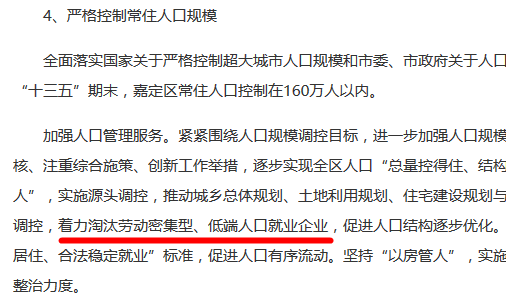 4、严格控制常住人口规模
全面落实国家关于严格控制超大城市人口规模和市委、市政府关于人口
“十三五”期末，嘉定区常住人口控制在160万人以内。
加强人口管理服务。紧紧围绕人口规模调控目标，进一步加强人口规模
核、注重综合施策、创新工作举措，逐步实现全区人口“总量控得住、结构
人”，实施源头调控，推动城乡总体规划、土地利用规划、住宅建设规划与
调控，着力淘汰劳动密集型、低端人口就业企业，促进人口结构逐步优化。
居住、合法稳定就业”标准，促进人口有序流动。坚持“以房管人”，实施
整治力度。